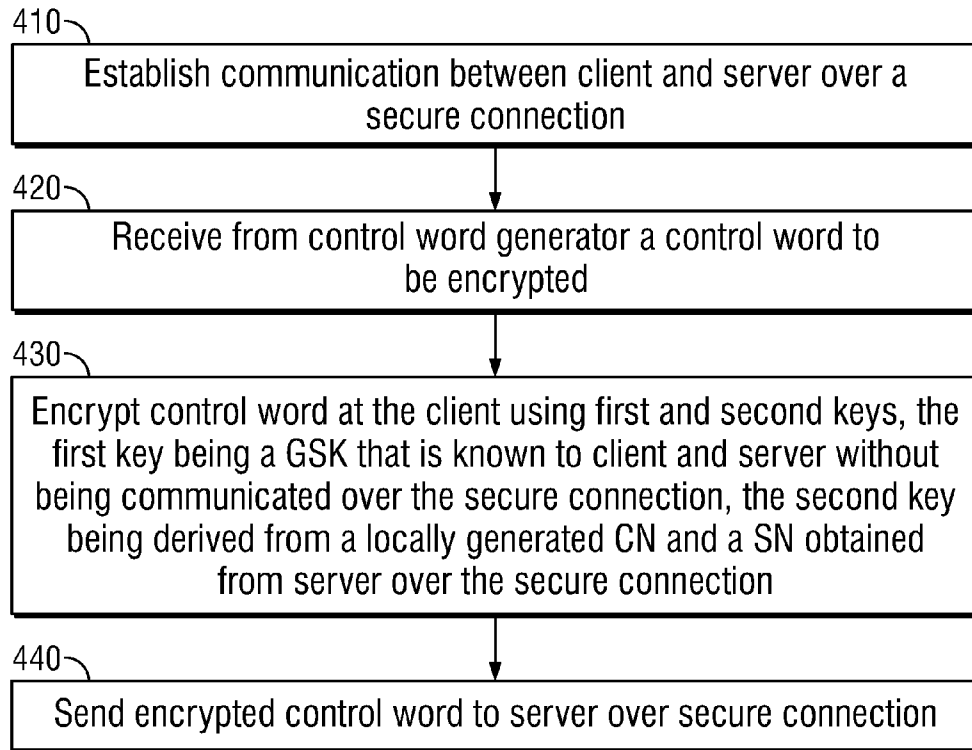 410
Establish communication between client and server over a
secure connection
420
Receive from control word generator a control word to
be encrypted
430
Encrypt control word at the client using first and second keys, the
first key being a GSK that is known to client and server without
being communicated over the secure connection, the second key
being derived from a locally generated CN and a SN obtained
from server over the secure connection
440
Send encrypted control word to server over secure connection